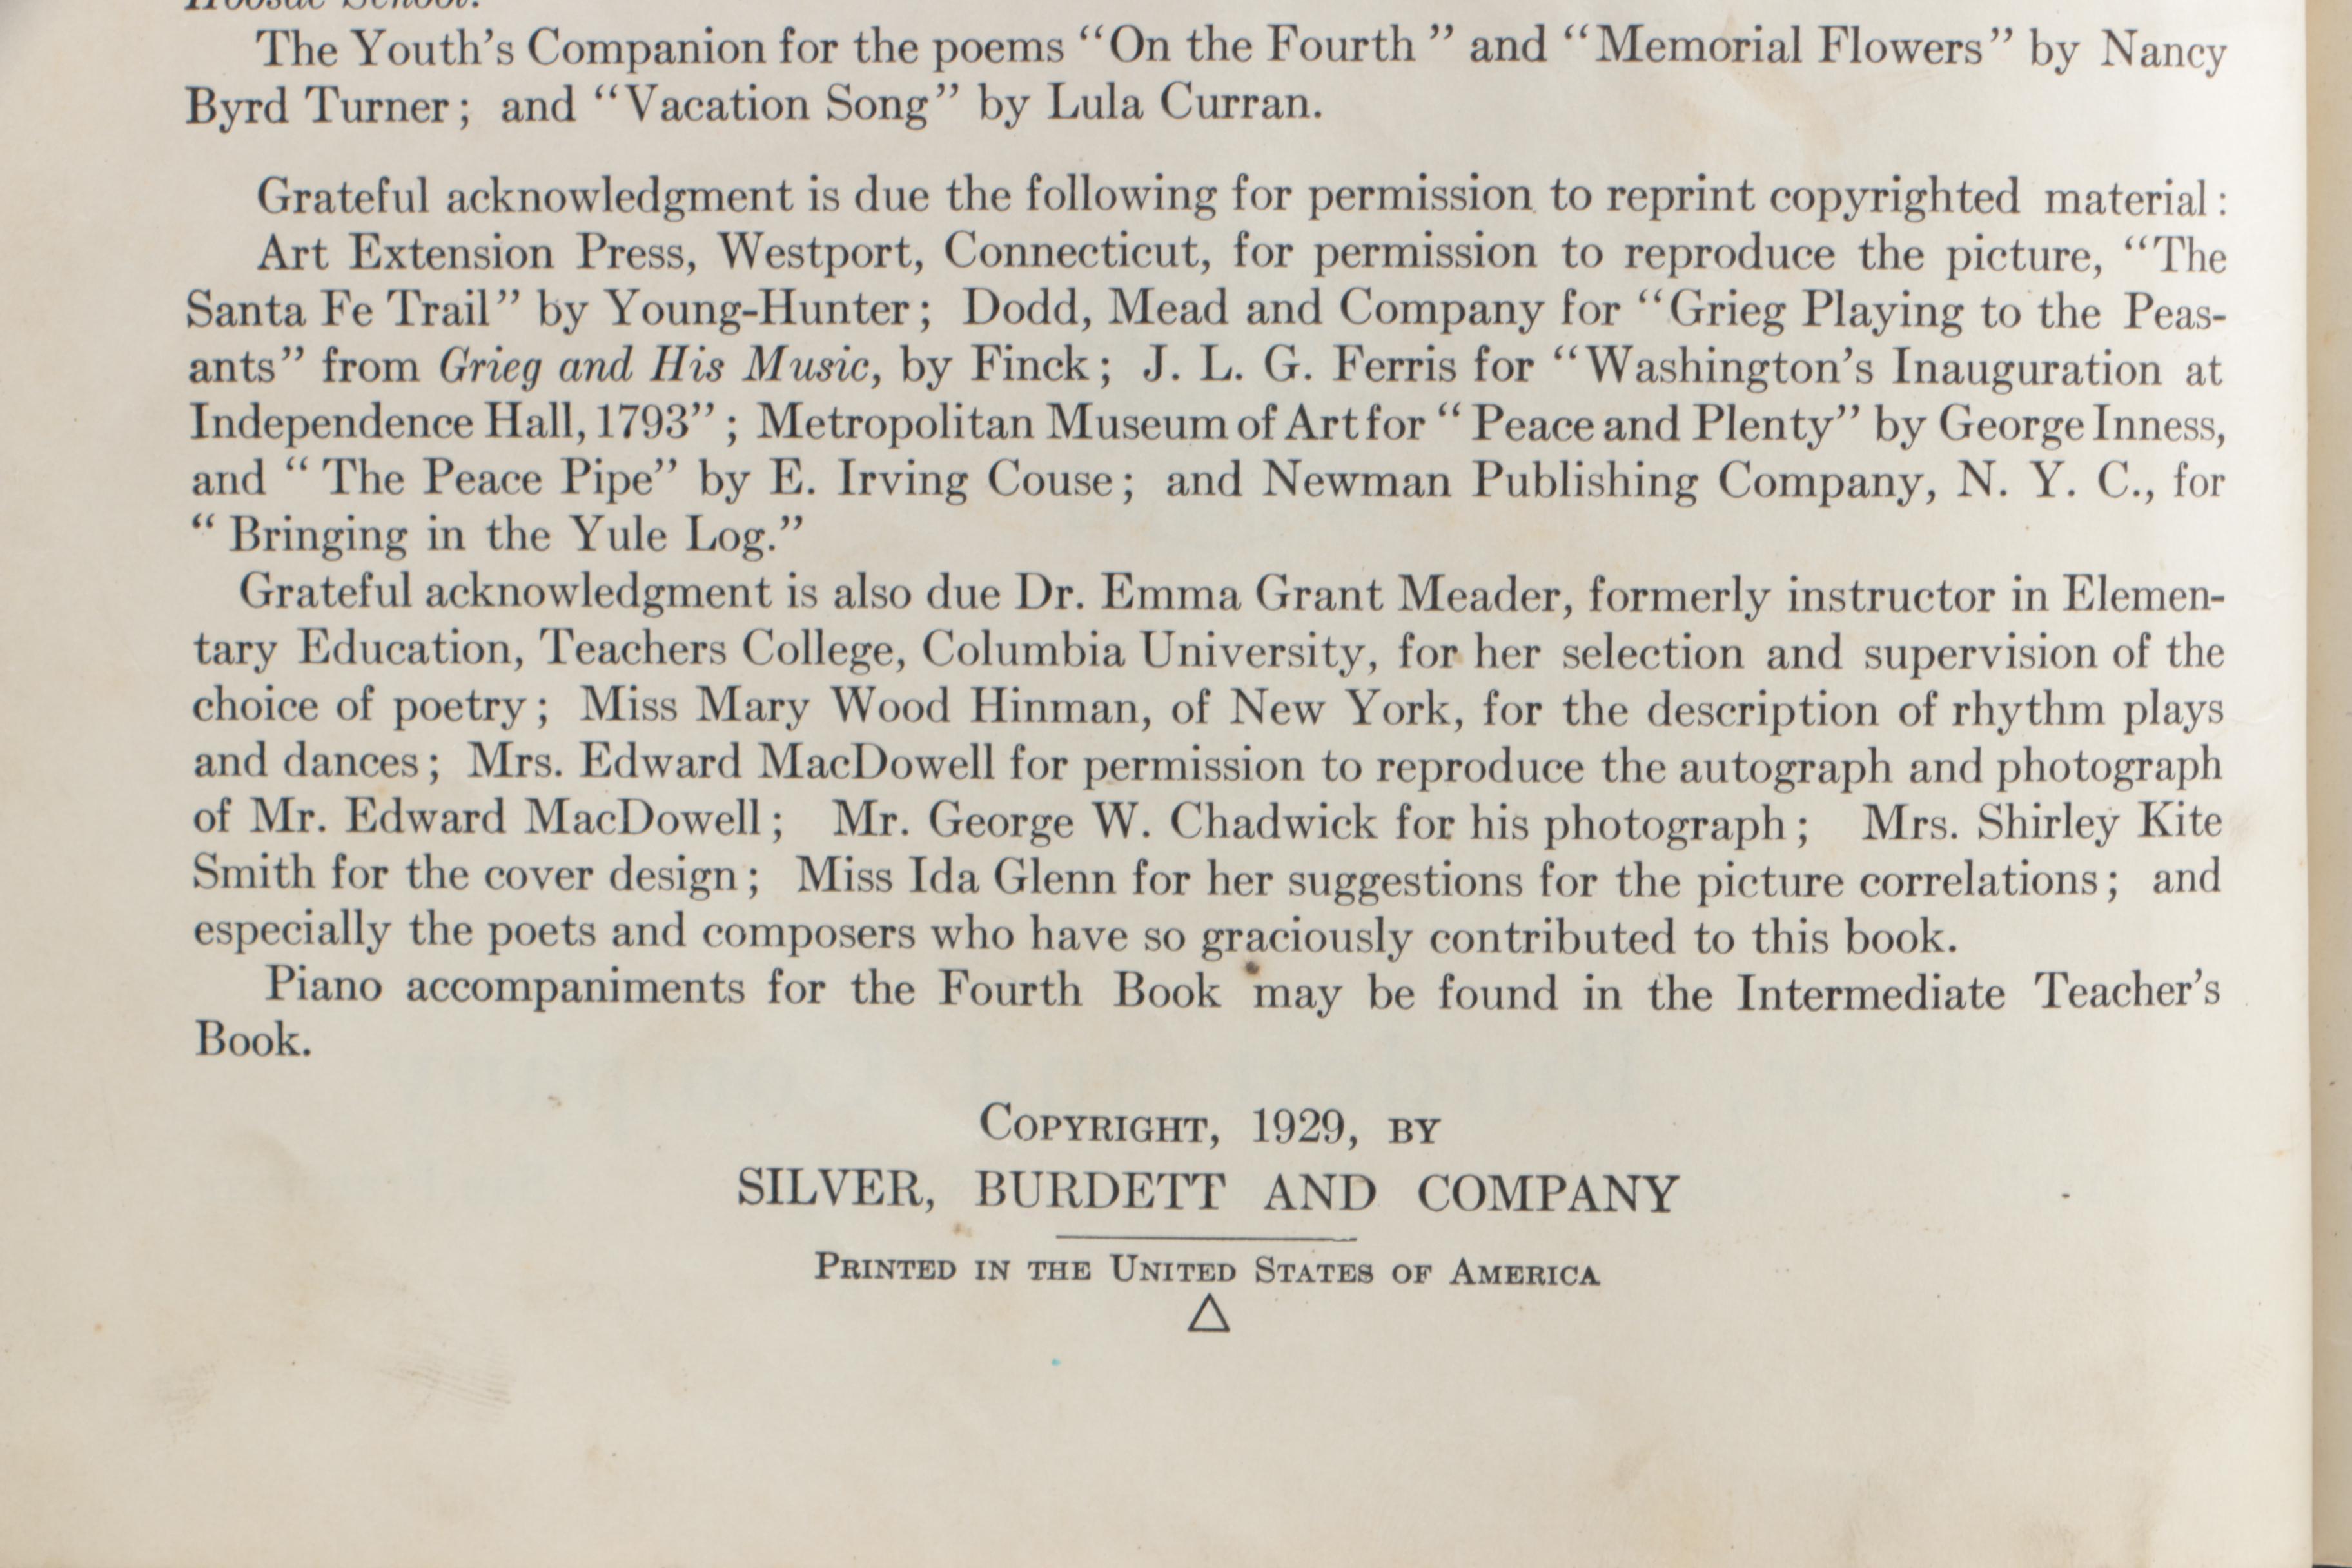 Hoosac School.
The Youth's Companion for the poems “On the Fourth ” and “Memorial Flowers” by Nancy
Byrd Turner; and “Vacation Song” by Lula Curran.
Grateful acknowledgment is due the following for permission to reprint copyrighted material:
Art Extension Press, Westport, Connecticut, for permission to reproduce the picture, “The
Santa Fe Trail” by Young-Hunter; Dodd, Mead and Company for “Grieg Playing to the Peas-
ants” from Grieg and His Music, by Finck; J. L. G. Ferris for “Washington's Inauguration at
Independence Hall, 1793”; Metropolitan Museum of Art for “Peace and Plenty” by George Inness,
and “The Peace Pipe” by E. Irving Couse; and Newman Publishing Company, N. Y. C., for
“Bringing in the Yule Log.”
Grateful acknowledgment is also due Dr. Emma Grant Meader, formerly instructor in Elemen-
tary Education, Teachers College, Columbia University, for her selection and supervision of the
choice of poetry; Miss Mary Wood Hinman, of New York, for the description of rhythm plays
and dances; Mrs. Edward MacDowell for permission to reproduce the autograph and photograph
of Mr. Edward MacDowell; Mr. George W. Chadwick for his photograph; Mrs. Shirley Kite
Smith for the cover design; Miss Ida Glenn for her suggestions for the picture correlations; and
especially the poets and composers who have so graciously contributed to this book.
Piano accompaniments for the Fourth Book may be found in the Intermediate Teacher's
Book.
COPYRIGHT, 1929, BY
SILVER, BURDETT AND COMPANY
PRINTED IN THE UNITED STATES OF AMERICA